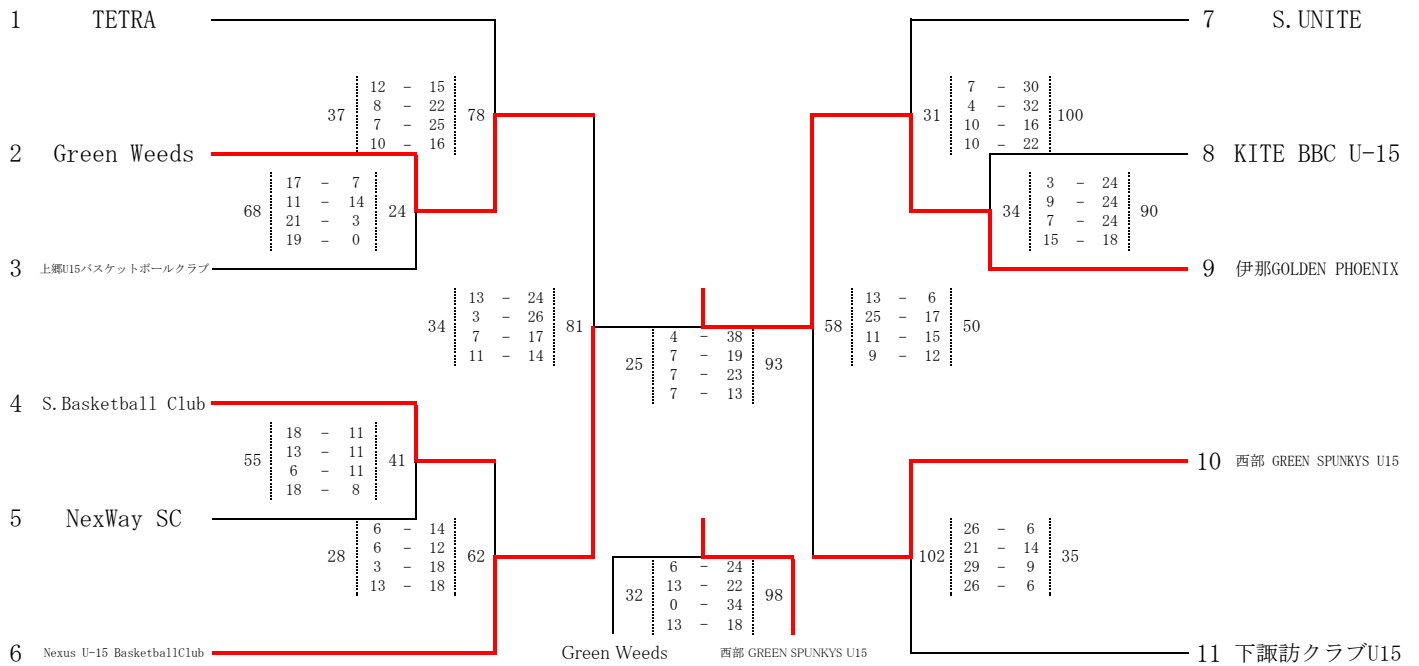 1 TETRA
7 S.UNITE
37
12 － 15
8 － 22
7 － 25
10 － 16
78
31
7 － 30
4 － 32
10 － 16
10 － 22
100
2 Green Weeds
8 KITE BBC U-15
68
17 － 7
11 － 14
21 － 3
19 － 0
24
34
3 － 24
9 － 24
7 － 24
15 － 18
90
3 上郷U15バスケットボールクラブ
9 伊那GOLDEN PHOENIX
34
13 － 24
3 － 26
7 － 17
11 － 14
81
25
4 － 38
7 － 19
7 － 23
7 － 13
93
58
13 － 6
25 － 17
11 － 15
9 － 12
50
4 S.Basketball Club
55
18 － 11
13 － 11
6 － 11
18 － 8
41
10 西部 GREEN SPUNKYS U15
5 NexWay SC
28
6 － 14
6 － 12
3 － 18
13 － 18
62
102
26 － 6
21 － 14
29 － 9
26 － 6
35
32
6 － 24
13 － 22
0 － 34
13 － 18
98
6 Nexus U-15 BasketballClub
Green Weeds
西部 GREEN SPUNKYS U15
11 下諏訪クラブU15